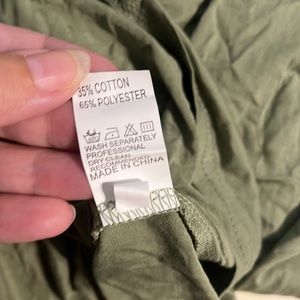 35% COTTON
65% POLYESTER
WASH SEPARATELY
PROFESSIONAL
DRY CLEAN
RECOMMENDED
MADE IN CHINA